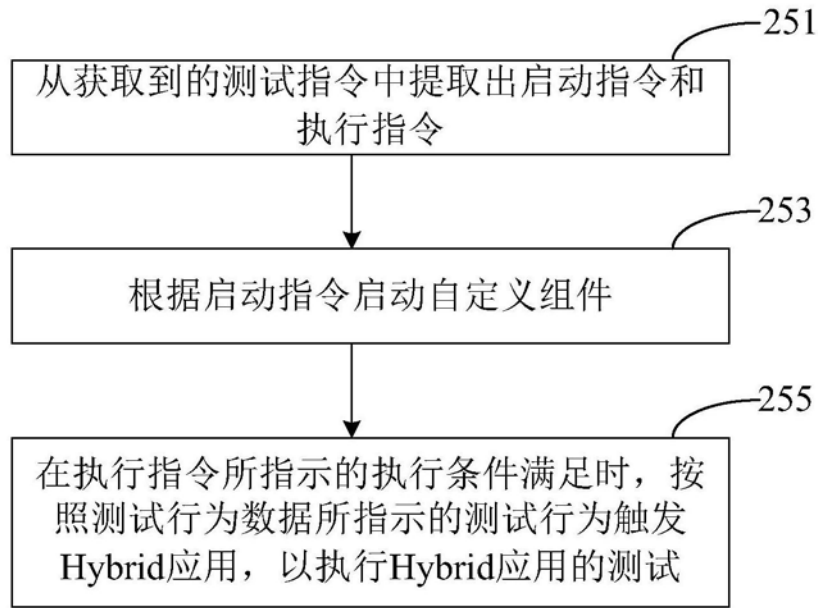 251
从获取到的测试指令中提取出启动指令和
执行指令
253
根据启动指令启动自定义组件
255
在执行指令所指示的执行条件满足时，按
照测试行为数据所指示的测试行为触发
Hybrid应用，以执行Hybrid应用的测试